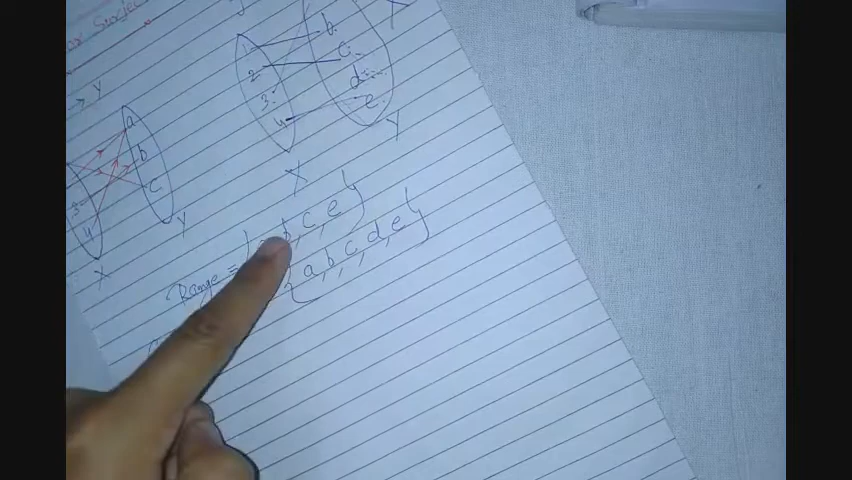 Y
1 b
2 c
3 d
4 e
Y
X
a
b
3 c
4 Y
X
Range = { b, c, e }
{ a, b, c, d, e }